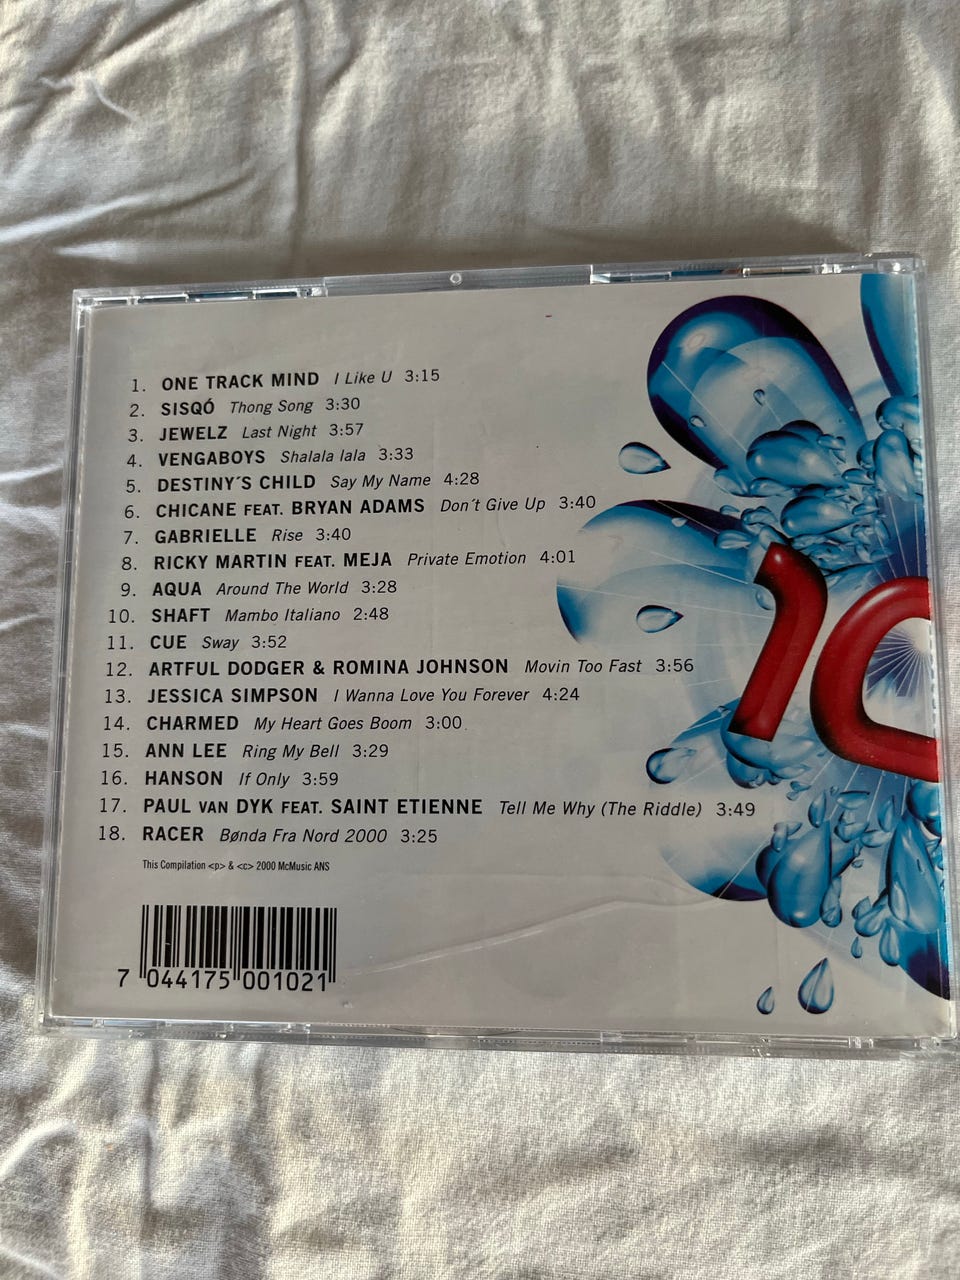 1. ONE TRACK MIND I Like U 3:15
2. SISQÓ Thong Song 3:30
3. JEWELZ Last Night 3:57
4. VENGABOYS Shalala lala 3:33
5. DESTINY´S CHILD Say My Name 4:28
6. CHICANE FEAT. BRYAN ADAMS Don´t Give Up 3:40
7. GABRIELLE Rise 3:40
8. RICKY MARTIN FEAT. MEJA Private Emotion 4:01
9. AQUA Around The World 3:28
10. SHAFT Mambo Italiano 2:48
11. CUE Sway 3:52
12. ARTFUL DODGER & ROMINA JOHNSON Movin Too Fast 3:56
13. JESSICA SIMPSON I Wanna Love You Forever 4:24
14. CHARMED My Heart Goes Boom 3:00
15. ANN LEE Ring My Bell 3:29
16. HANSON If Only 3:59
17. PAUL VAN DYK FEAT. SAINT ETIENNE Tell Me Why (The Riddle) 3:49
18. RACER Bønda Fra Nord 2000 3:25
This Compilation <p> & <c> 2000 McMusic ANS
7 044175 001021
10